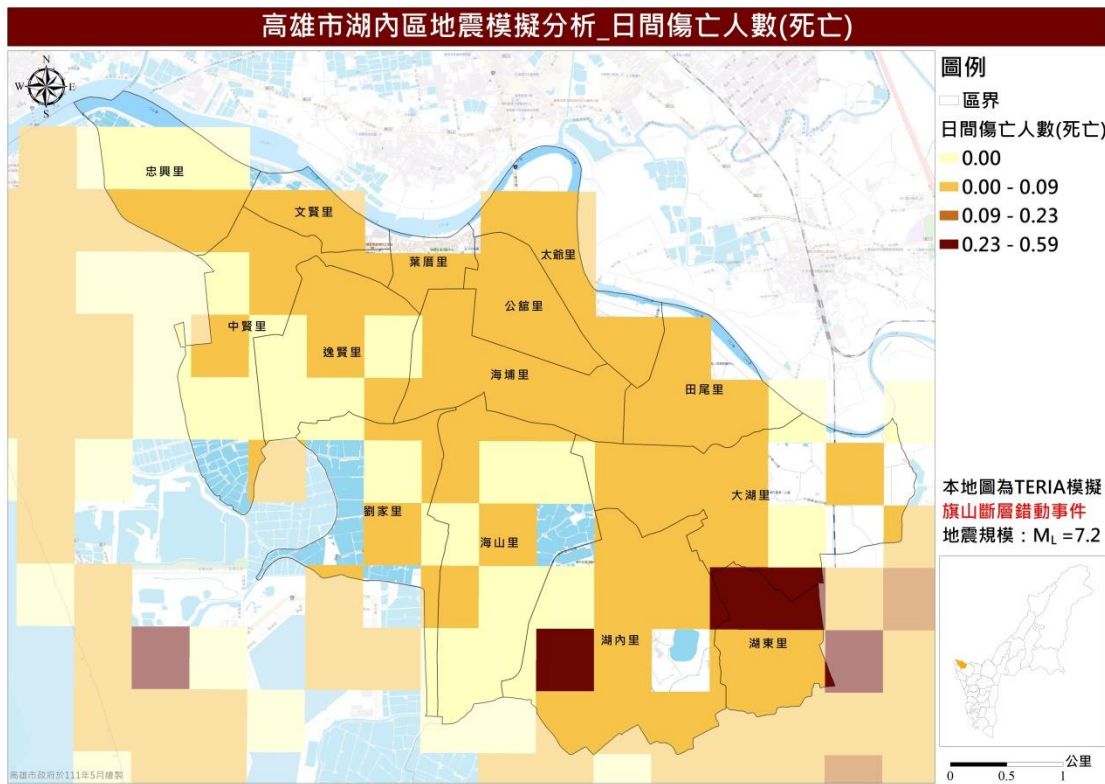 高雄市湖內區地震模擬分析_日間傷亡人數(死亡)
N
W
E
S
忠興里
文賢里
葉厝里
太爺里
公舘里
中賢里
逸賢里
海埔里
田尾里
大湖里
劉家里
海山里
湖內里
湖東里
高雄市政府於111年5月繪製
圖例
區界
日間傷亡人數(死亡)
0.00
0.00 - 0.09
0.09 - 0.23
0.23 - 0.59
本地圖為TERIA模擬
旗山斷層錯動事件
地震規模：ML =7.2
公里
0 0.5 1